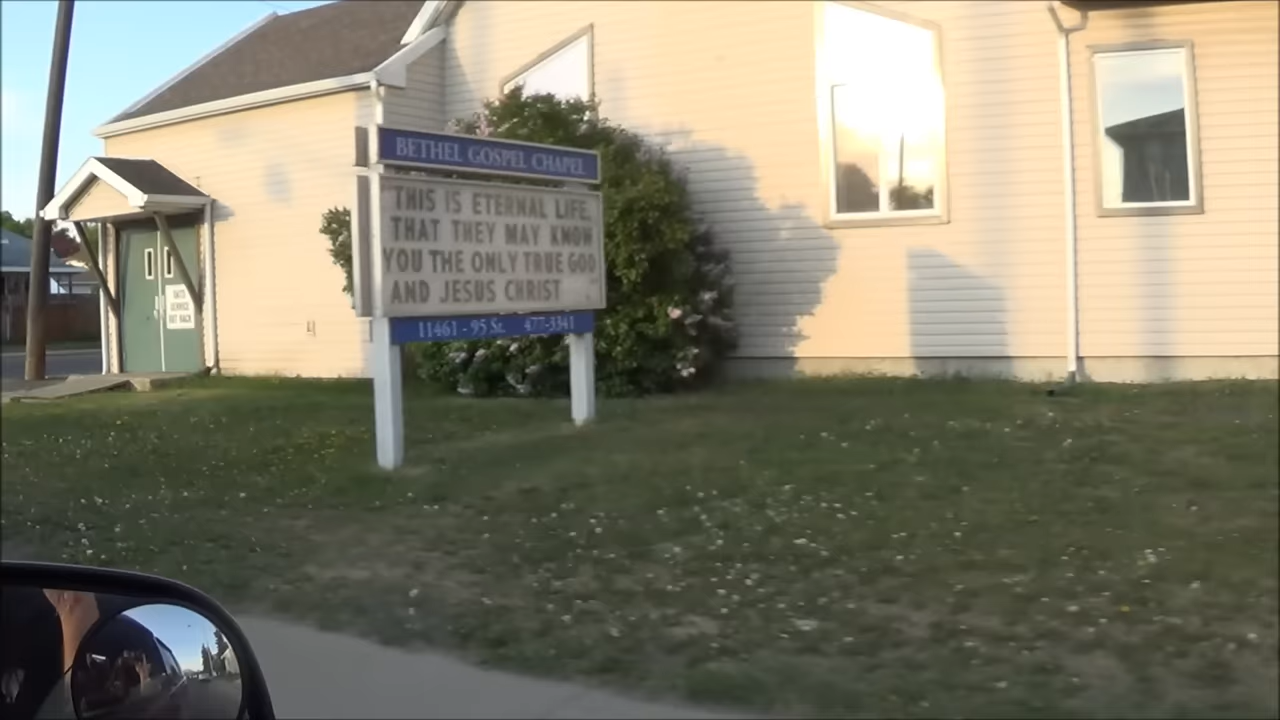 BETHEL GOSPEL CHAPEL
THIS IS ETERNAL LIFE,
THAT THEY MAY KNOW
YOU THE ONLY TRUE GOD
AND JESUS CHRIST
11461 - 95 St. 477-3341